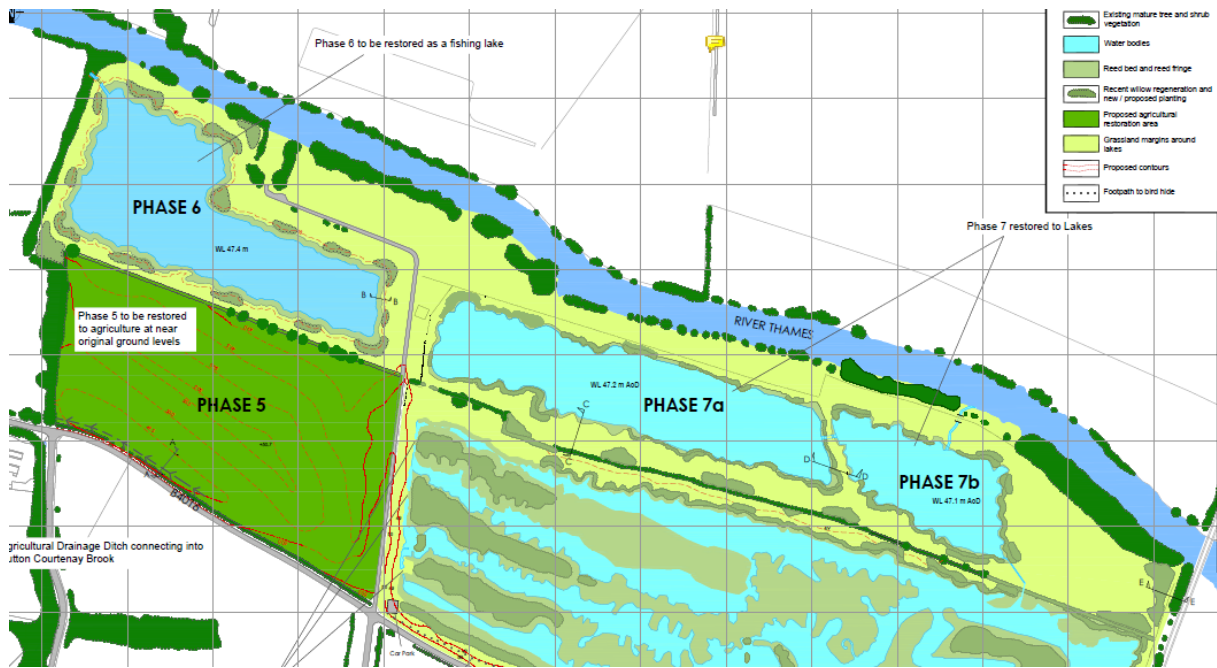 Existing mature tree and shrub
vegetation
Water bodies
Reed bed and reed fringe
Recent willow regeneration and
new / proposed planting
Proposed agricultural
restoration area
Grassland margins around
lakes
Proposed contours
Footpath to bird hide
Phase 6 to be restored as a fishing lake
PHASE 6
WL 47.4 m
Phase 7 restored to Lakes
B
B
Phase 5 to be restored
to agriculture at near
original ground levels
RIVER THAMES
WL 47.2 m AoD
PHASE 7a
PHASE 5
C
C
D
D
PHASE 7b
WL 47.1 m AoD
B4016
gricultural Drainage Ditch connecting into
utton Courtenay Brook
E
E
Car Park